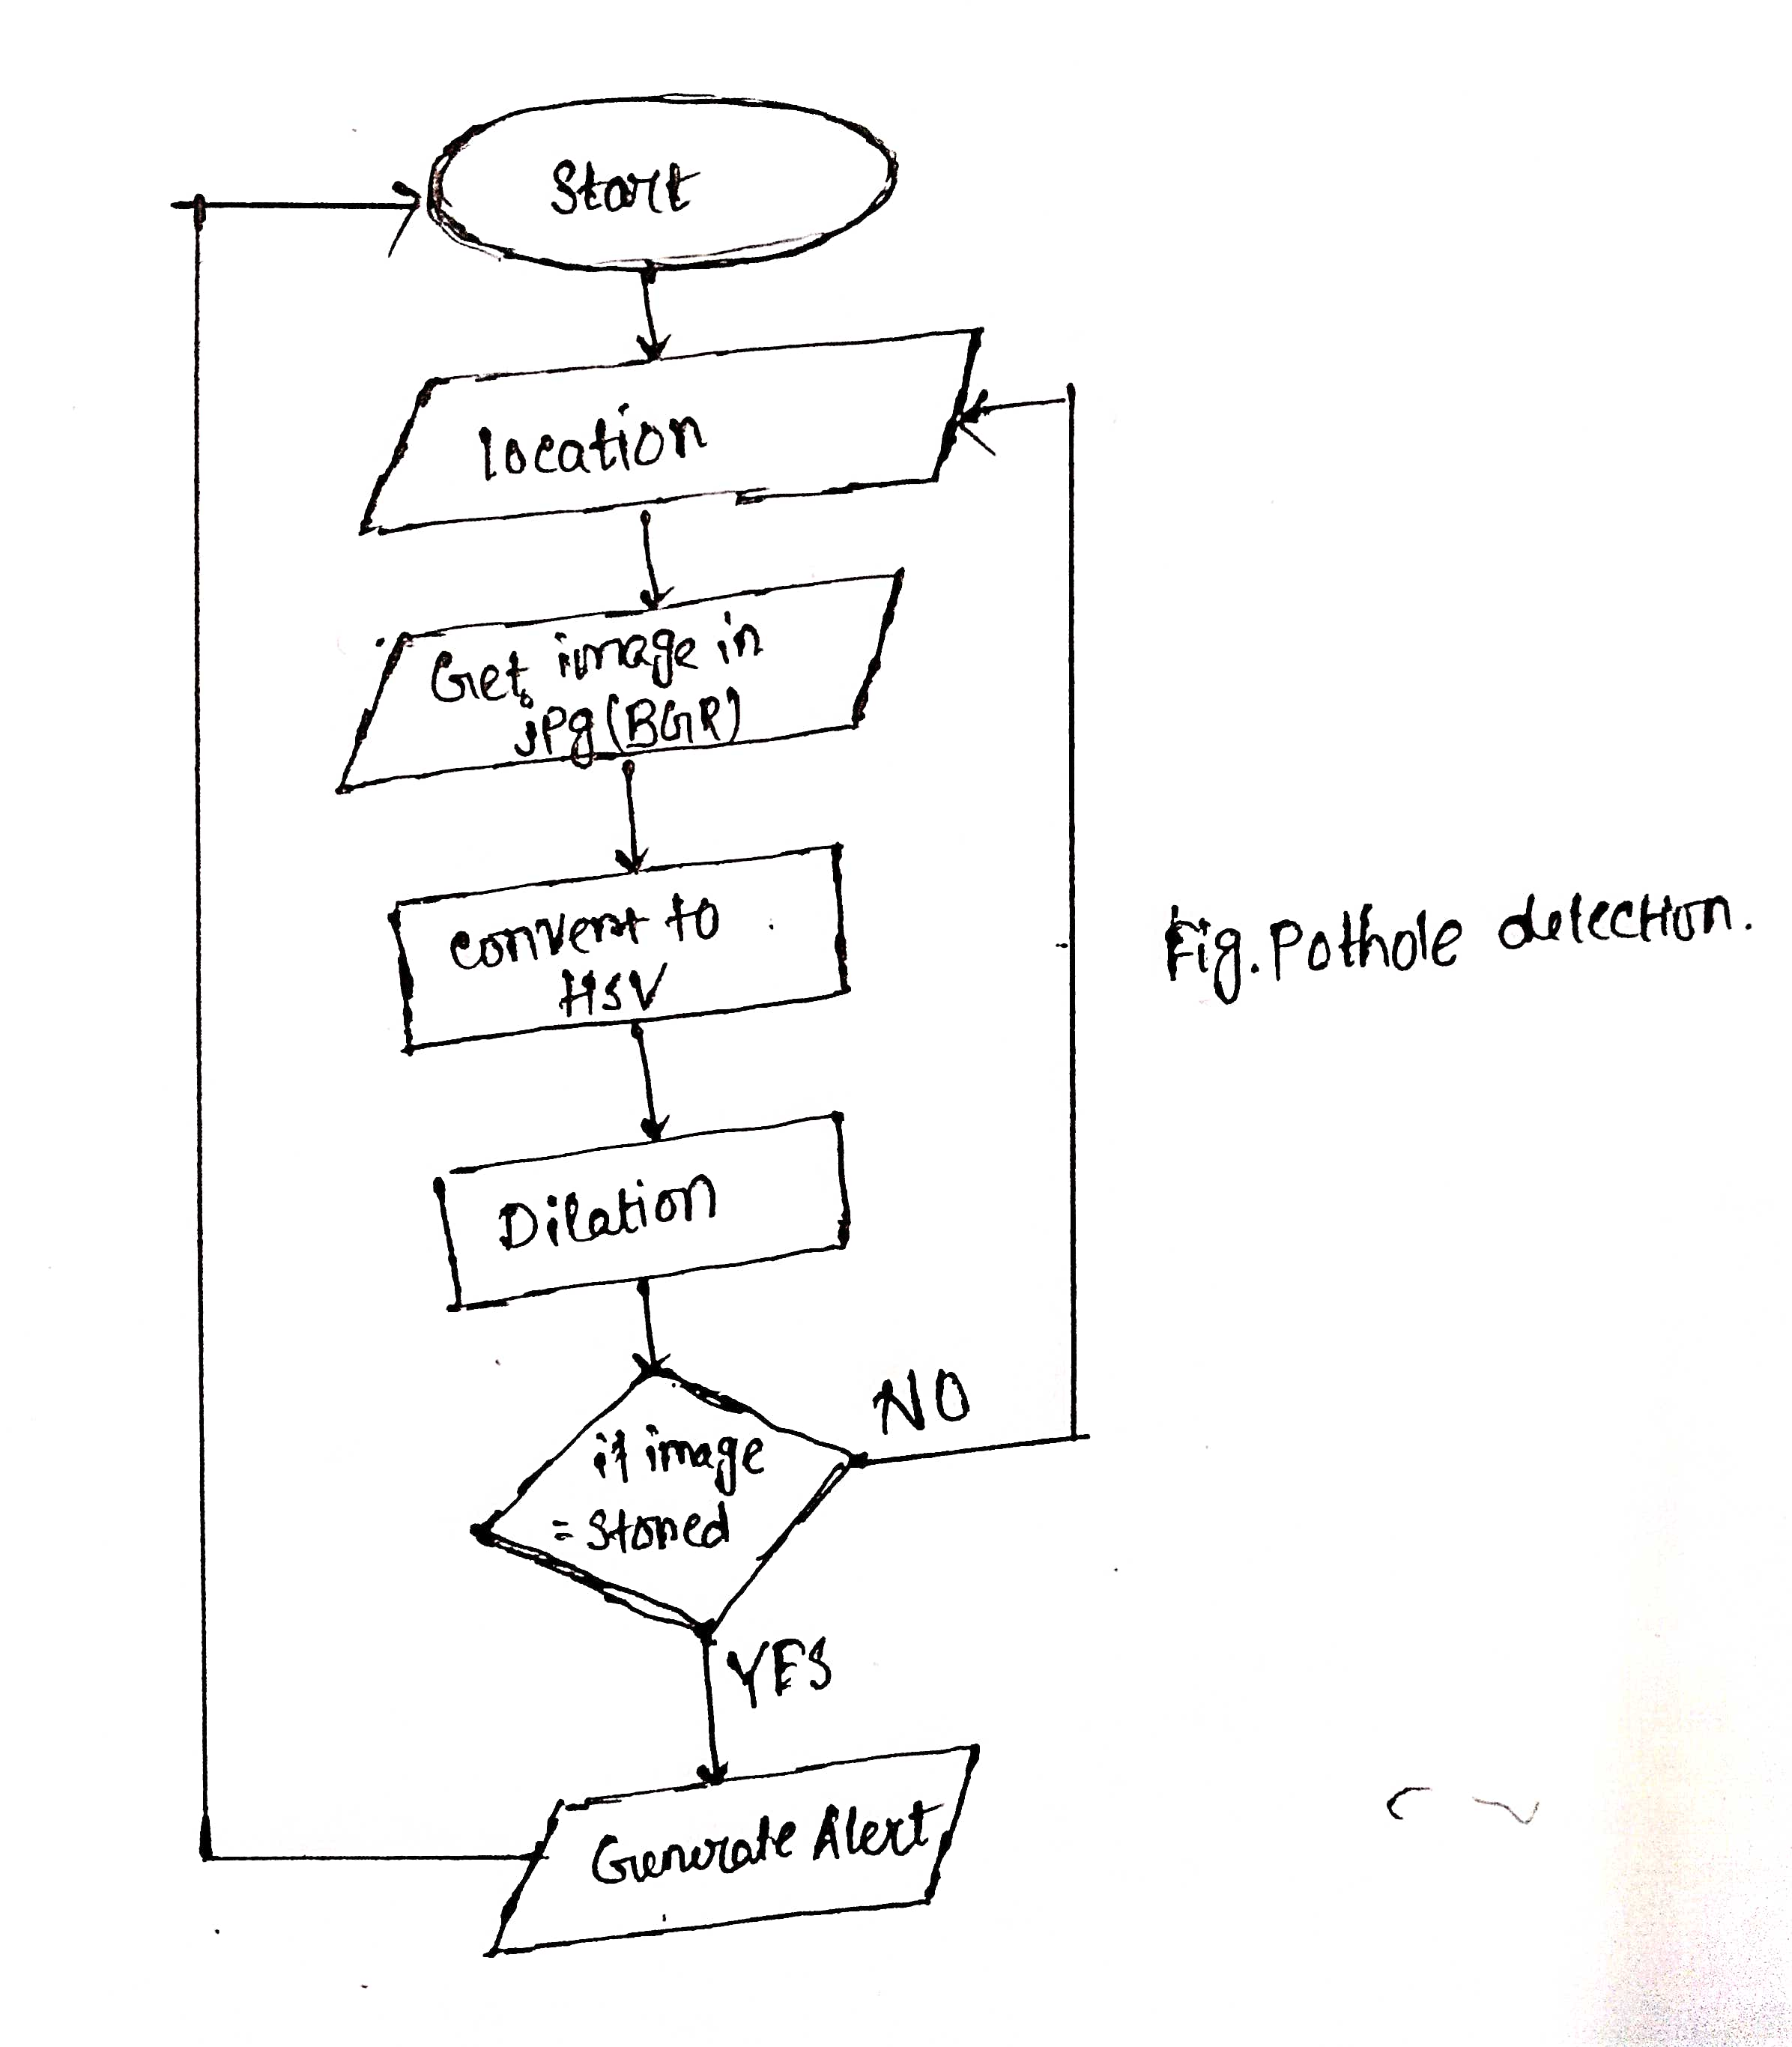 Start
location
Get image in
jpg (BGR)
convert to
HSV
Fig. Pothole detection.
Dilation
NO
if image
= Stored
YES
Generate Alert